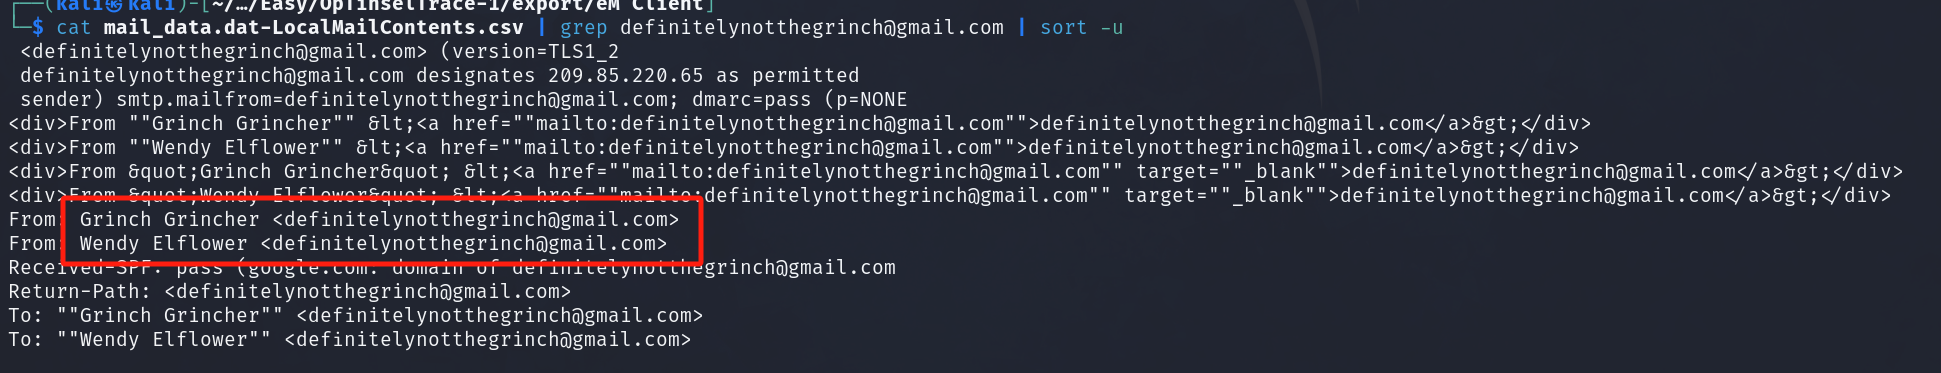 ┌──(kali㉿kali)-[~/…/Easy/OpTinselTrace-1/export/eM Client]
└─$ cat mail_data.dat-LocalMailContents.csv | grep definitelynotthegrinch@gmail.com | sort -u
<definitelynotthegrinch@gmail.com> (version=TLS1_2
definitelynotthegrinch@gmail.com designates 209.85.220.65 as permitted
sender) smtp.mailfrom=definitelynotthegrinch@gmail.com; dmarc=pass (p=NONE
<div>From ""Grinch Grincher"" &lt;<a href=""mailto:definitelynotthegrinch@gmail.com"">definitelynotthegrinch@gmail.com</a>&gt;</div>
<div>From ""Wendy Elflower"" &lt;<a href=""mailto:definitelynotthegrinch@gmail.com"">definitelynotthegrinch@gmail.com</a>&gt;</div>
<div>From &quot;Grinch Grincher&quot; &lt;<a href=""mailto:definitelynotthegrinch@gmail.com"" target=""_blank"">definitelynotthegrinch@gmail.com</a>&gt;</div>
<div>From &quot;Wendy Elflower&quot; &lt;<a href=""mailto:definitelynotthegrinch@gmail.com"" target=""_blank"">definitelynotthegrinch@gmail.com</a>&gt;</div>
From: Grinch Grincher <definitelynotthegrinch@gmail.com>
From: Wendy Elflower <definitelynotthegrinch@gmail.com>
Received-SPF: pass (google.com: domain of definitelynotthegrinch@gmail.com
Return-Path: <definitelynotthegrinch@gmail.com>
To: ""Grinch Grincher"" <definitelynotthegrinch@gmail.com>
To: ""Wendy Elflower"" <definitelynotthegrinch@gmail.com>